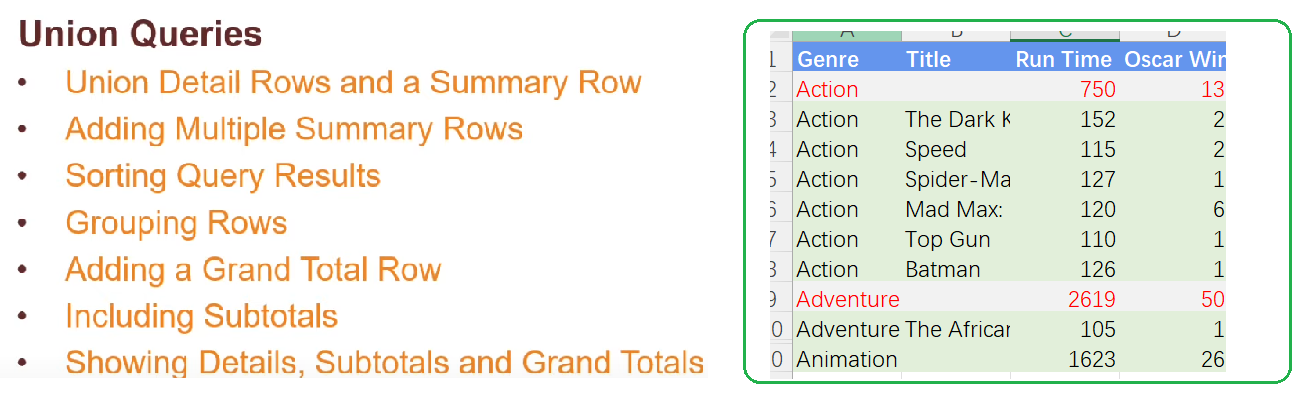 Union Queries
• Union Detail Rows and a Summary Row
• Adding Multiple Summary Rows
• Sorting Query Results
• Grouping Rows
• Adding a Grand Total Row
• Including Subtotals
• Showing Details, Subtotals and Grand Totals
A B C D
1 Genre Title Run Time Oscar Win
2 Action 750 13
3 Action The Dark K 152 2
4 Action Speed 115 2
5 Action Spider-Ma 127 1
6 Action Mad Max: 120 6
7 Action Top Gun 110 1
8 Action Batman 126 1
9 Adventure 2619 50
0 Adventure The African 105 1
0 Animation 1623 26